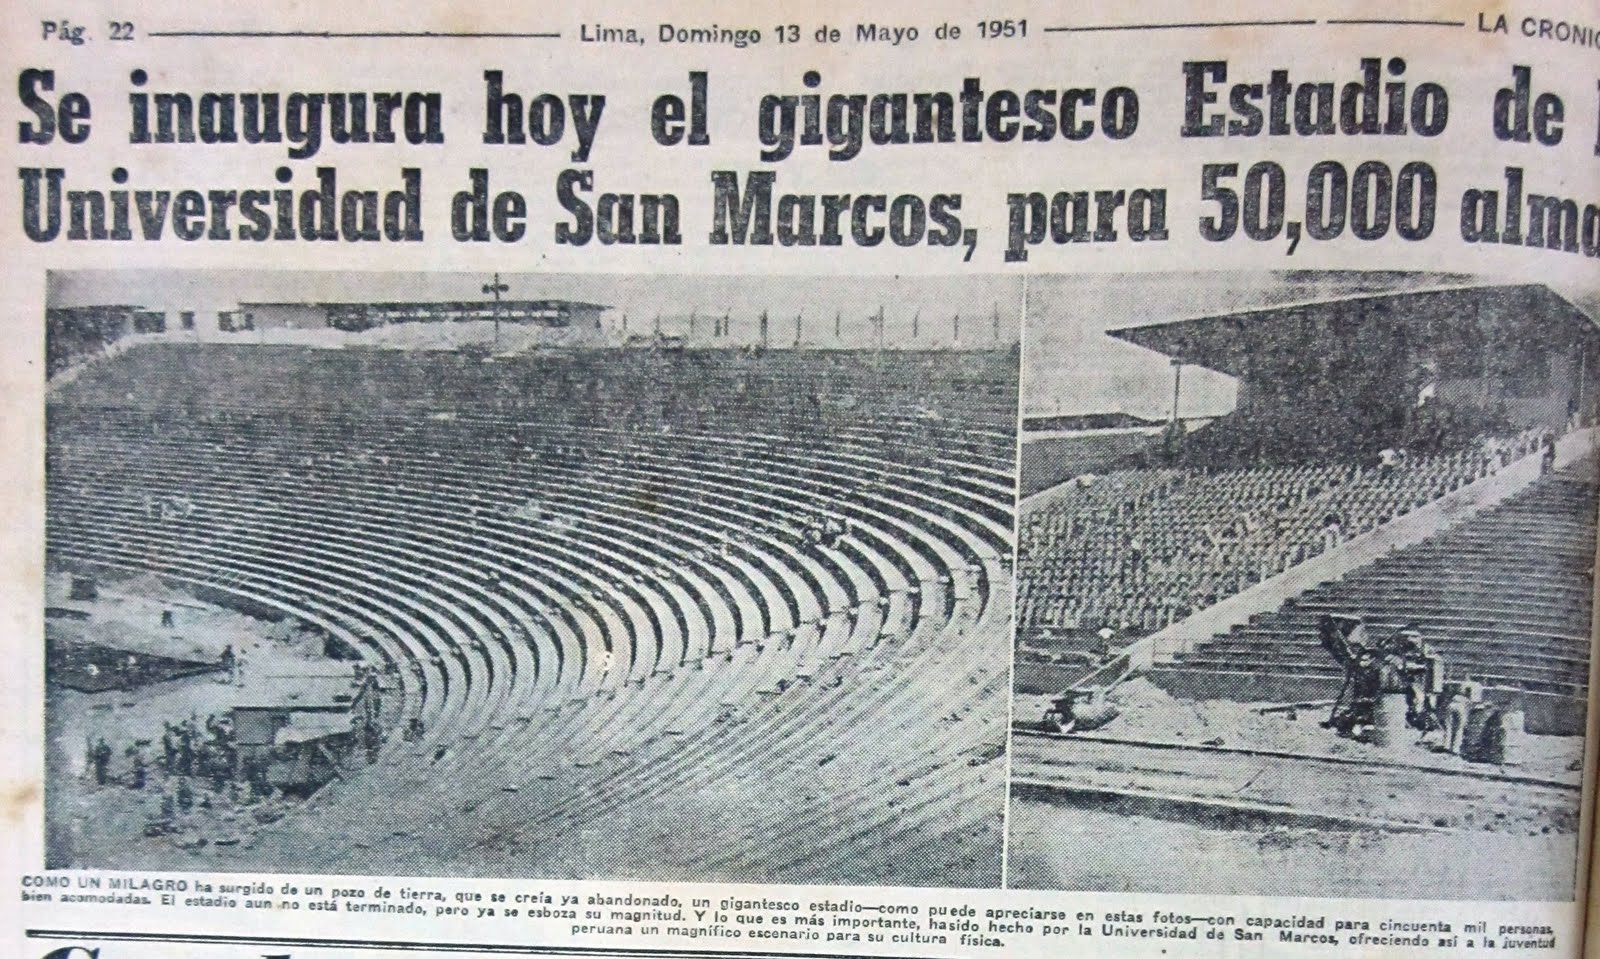 Pág. 22 Lima, Domingo 13 de Mayo de 1951 LA CRONIC
Se inaugura hoy el gigantesco Estadio de
Universidad de San Marcos, para 50,000 alma
COMO UN MILAGRO ha surgido de un pozo de tierra, que se creía ya abandonado, un gigantesco estadio—como puede apreciarse en estas fotos—con capacidad para cincuenta mil personas,
bien acomodadas. El estadio aun no está terminado, pero ya se esboza su magnitud. Y lo que es más importante, hasido hecho por la Universidad de San Marcos, ofreciendo así a la juventud
peruana un magnífico escenario para su cultura física.